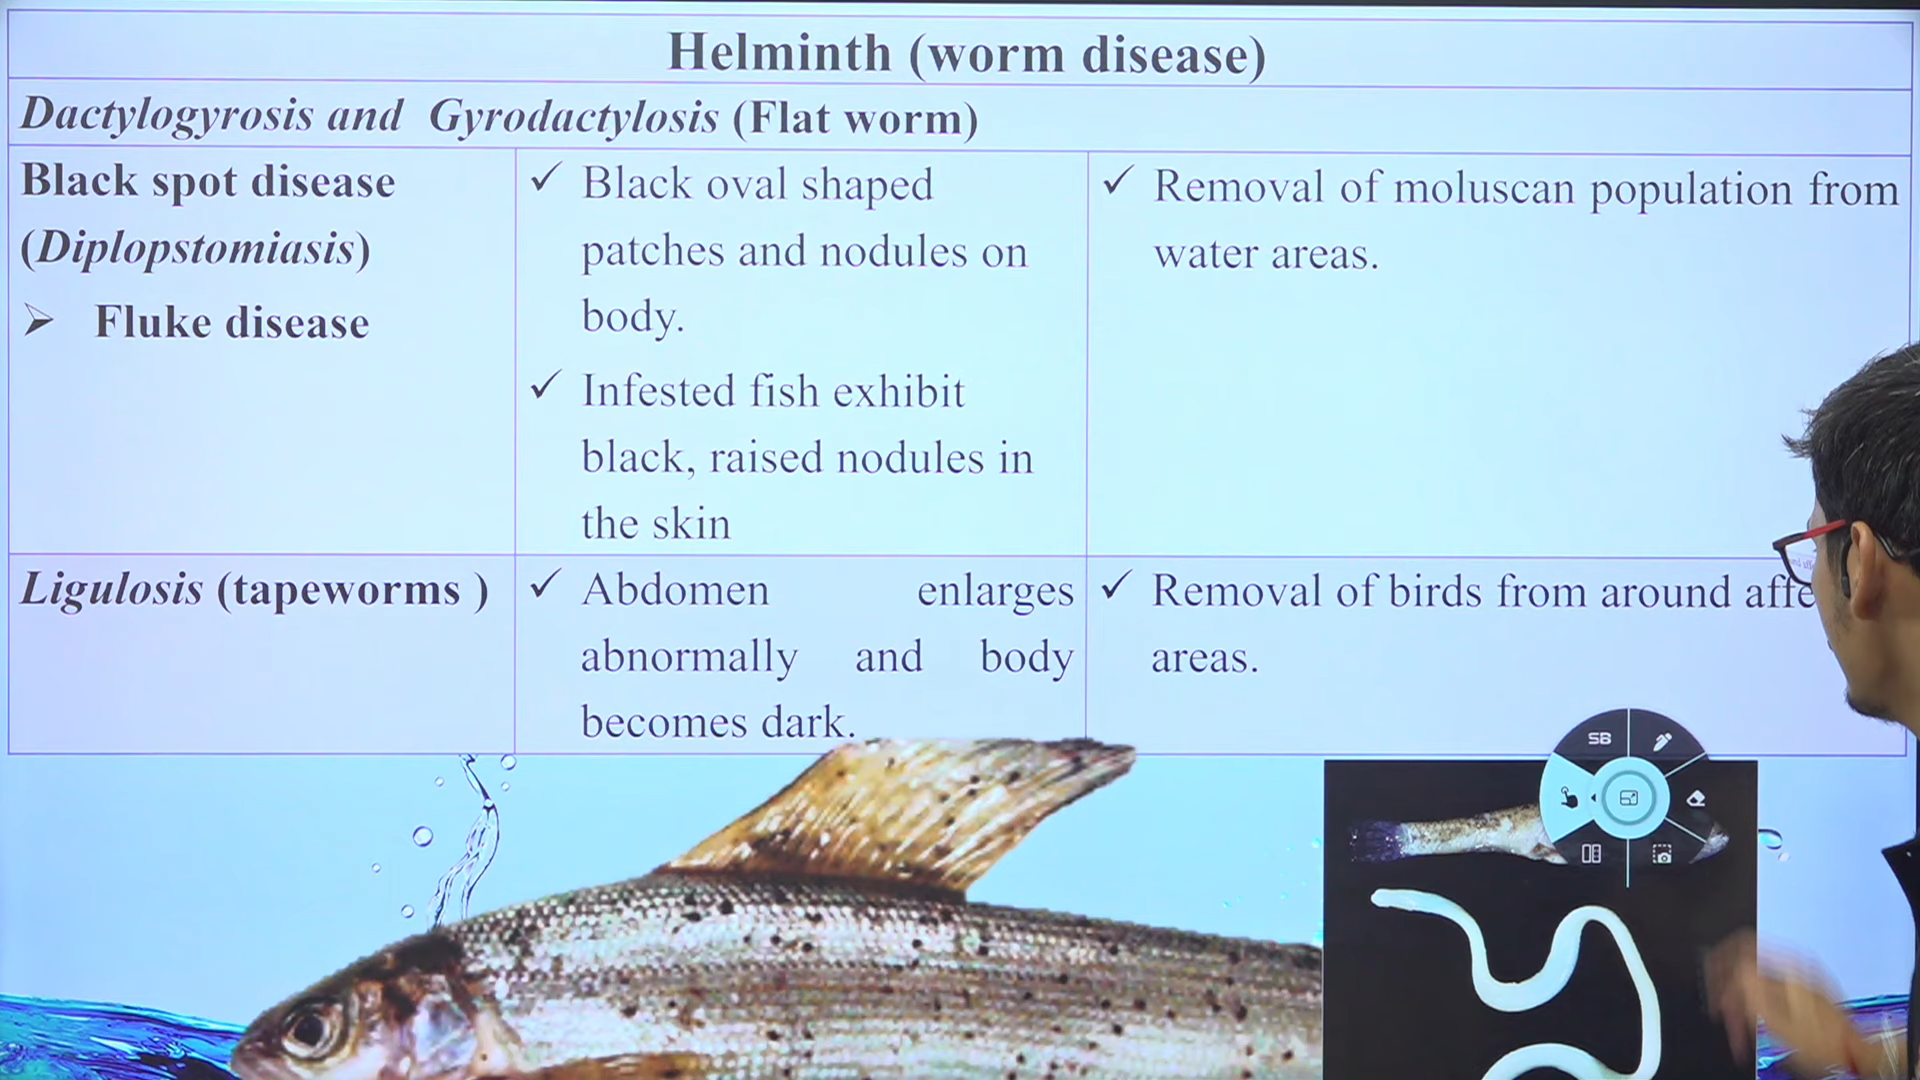 Helminth (worm disease)
Dactylogyrosis and Gyrodactylosis (Flat worm)
Black spot disease
(Diplopstomiasis)
➢ Fluke disease
✓ Black oval shaped
patches and nodules on
body.
✓ Infested fish exhibit
black, raised nodules in
the skin
✓ Removal of moluscan population from
water areas.
Ligulosis (tapeworms )
✓ Abdomen enlarges
abnormally and body
becomes dark.
✓ Removal of birds from around
areas.
SB